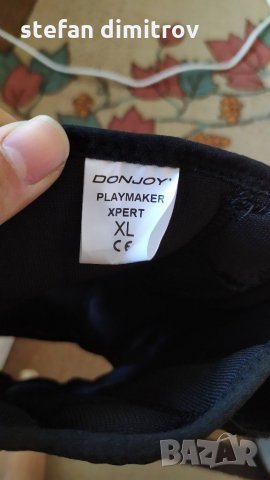 stefan dimitrov
DONJOY®
PLAYMAKER
XPERT
XL
CE
BAZAR